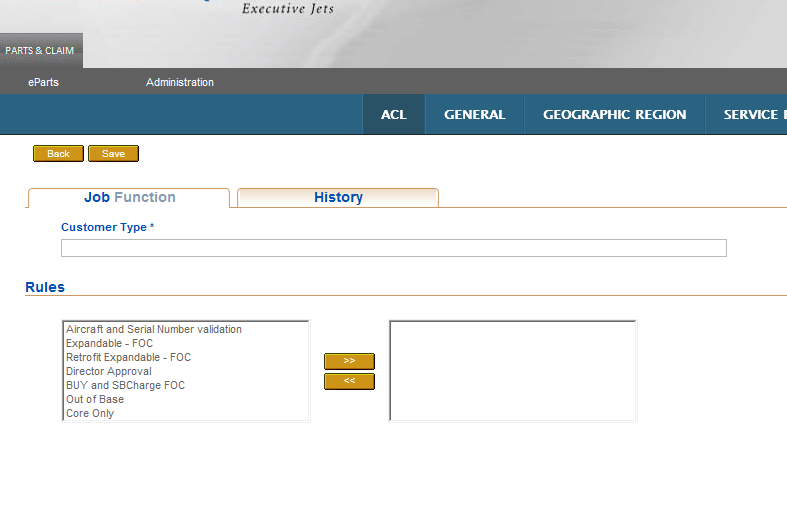 Executive Jets
PARTS & CLAIM
eParts Administration
ACL GENERAL GEOGRAPHIC REGION SERVICE
Back Save
Job Function History
Customer Type *
Rules
Aircraft and Serial Number validation
Expandable - FOC
Retrofit Expandable - FOC
Director Approval
BUY and SBCharge FOC
Out of Base
Core Only
>>
<<